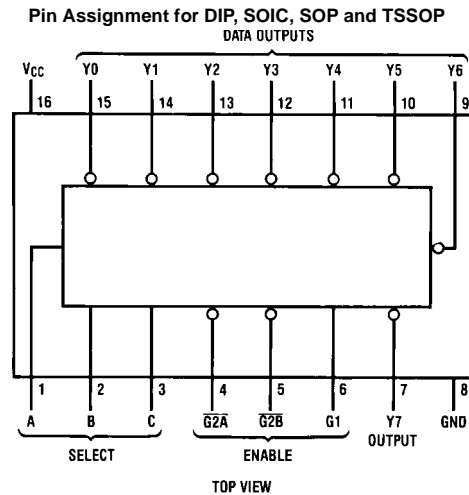 Pin Assignment for DIP, SOIC, SOP and TSSOP
DATA OUTPUTS
VCC Y0 Y1 Y2 Y3 Y4 Y5 Y6
16 15 14 13 12 11 10 9
1 2 3 4 5 6 7 8
A B C G2A G2B G1 Y7 GND
OUTPUT
SELECT ENABLE
TOP VIEW